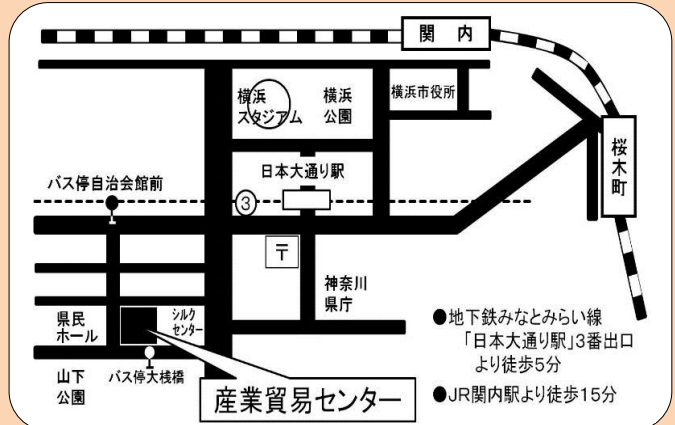 関 内
横浜
スタジアム
横浜
公園
横浜市役所
桜木町
日本大通り駅
バス停自治会館前
③
〒
神奈川
県庁
県民
ホール
シルク
センター
山下
公園
バス停大桟橋
産業貿易センター
●地下鉄みなとみらい線
「日本大通り駅」3番出口
より徒歩5分
●JR関内駅より徒歩15分